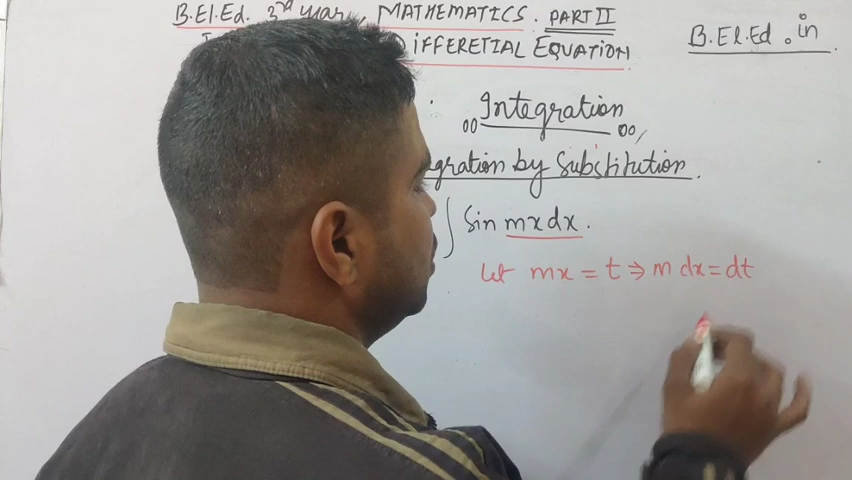 B.El.Ed. 3rd year MATHEMATICS. PART II
IFFERETIAL EQUATION
B.El.Ed.in
Integration
gration by Substitution.
∫ Sin mx dx.
let mx = t ⇒ m dx = dt